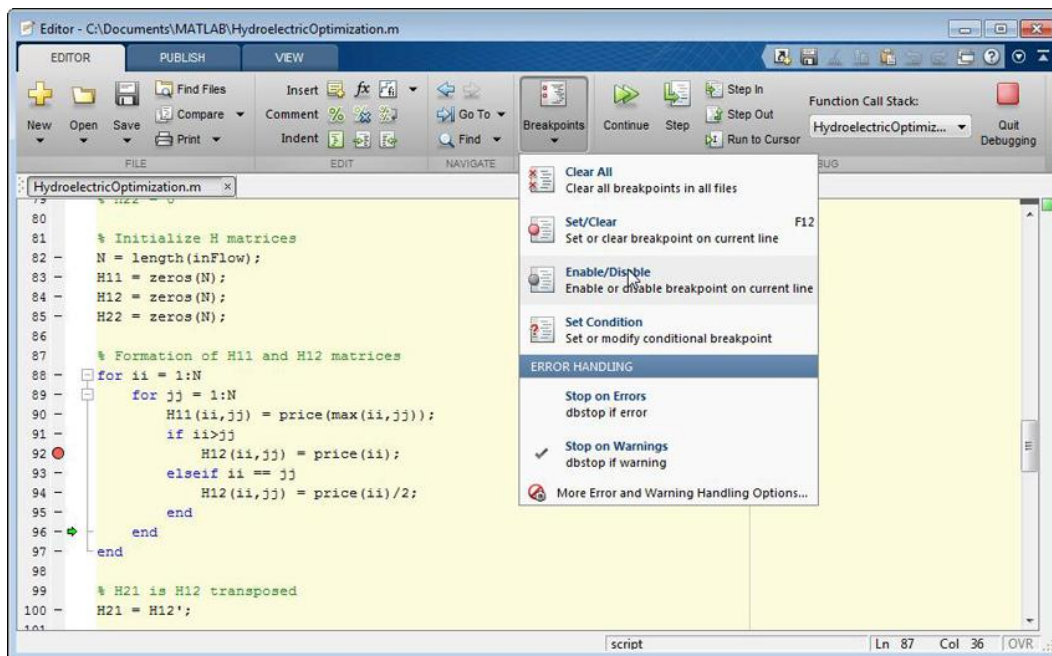 Editor - C:\Documents\MATLAB\HydroelectricOptimization.m
EDITOR PUBLISH VIEW
New
Open
Save
Find Files
Compare
Print
FILE
Insert fx
Comment
Indent
EDIT
Go To
Find
NAVIGATE
Breakpoints
Continue
Step
Step In
Step Out
Run to Cursor
Function Call Stack:
HydroelectricOptimiz...
Quit
Debugging
Clear All
Clear all breakpoints in all files
Set/Clear F12
Set or clear breakpoint on current line
Enable/Disable
Enable or disable breakpoint on current line
Set Condition
Set or modify conditional breakpoint
ERROR HANDLING
Stop on Errors
dbstop if error
Stop on Warnings
dbstop if warning
More Error and Warning Handling Options...
HydroelectricOptimization.m ×
79 % H22 = 0
80
81 % Initialize H matrices
82 – N = length(inFlow);
83 – H11 = zeros(N);
84 – H12 = zeros(N);
85 – H22 = zeros(N);
86
87 % Formation of H11 and H12 matrices
88 – for ii = 1:N
89 – for jj = 1:N
90 – H11(ii,jj) = price(max(ii,jj));
91 – if ii>jj
92 H12(ii,jj) = price(ii);
93 – elseif ii == jj
94 – H12(ii,jj) = price(ii)/2;
95 – end
96 – end
97 – end
98
99 % H21 is H12 transposed
100 – H21 = H12';
101
script Ln 87 Col 36 OVR